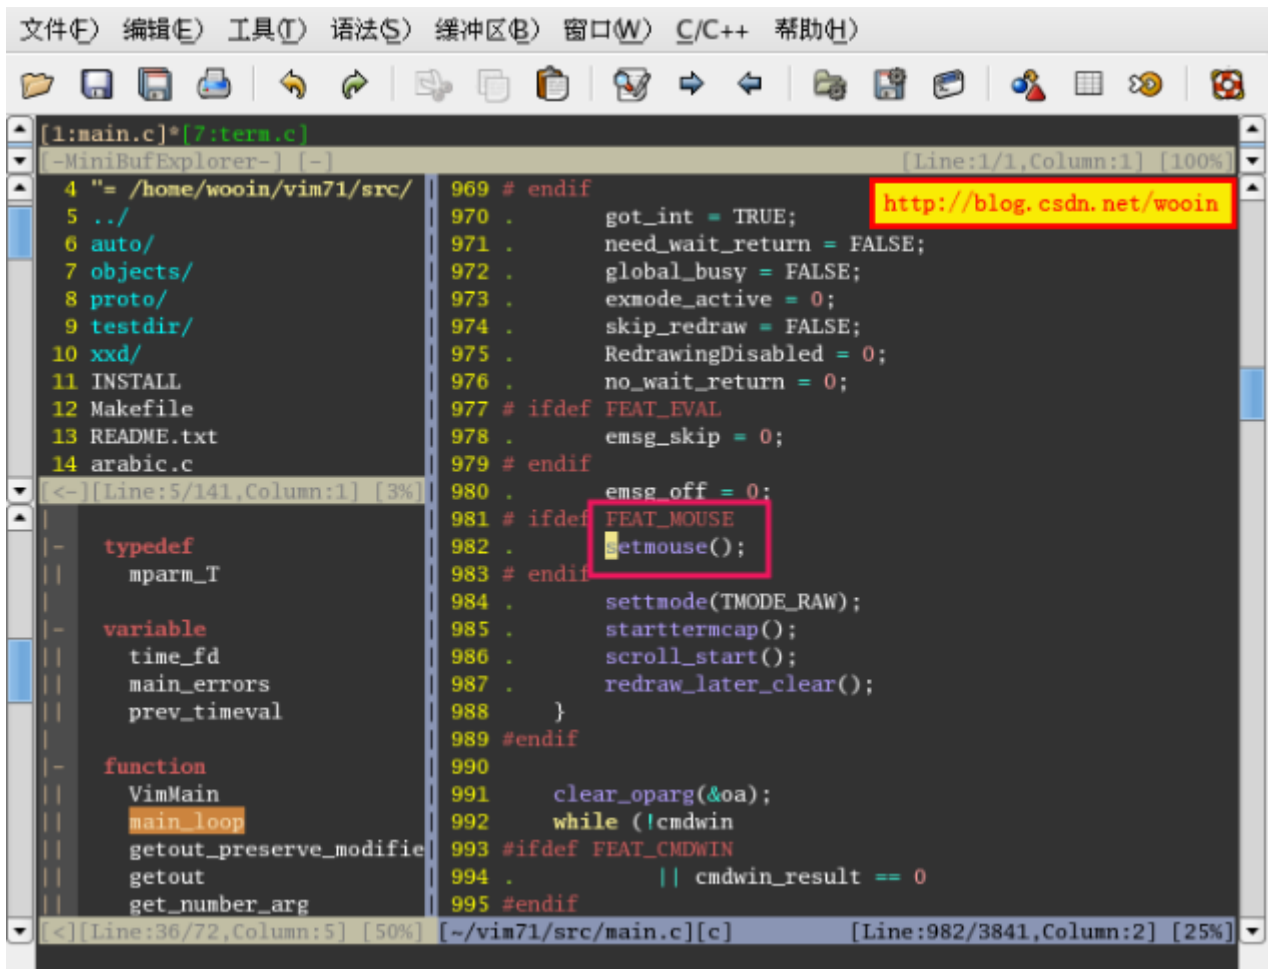 文件(F) 编辑(E) 工具(T) 语法(S) 缓冲区(B) 窗口(W) C/C++ 帮助(H)
[1:main.c]*[7:term.c]
[-MiniBufExplorer-] [-] [Line:1/1,Column:1] [100%]
http://blog.csdn.net/wooin
4 "= /home/wooin/vim71/src/
5 ../
6 auto/
7 objects/
8 proto/
9 testdir/
10 xxd/
11 INSTALL
12 Makefile
13 README.txt
14 arabic.c
[<-][Line:5/141,Column:1] [3%]
|
|- typedef
|| mparm_T
|
|- variable
|| time_fd
|| main_errors
|| prev_timeval
|
|- function
|| VimMain
|| main_loop
|| getout_preserve_modifie
|| getout
|| get_number_arg
[<][Line:36/72,Column:5] [50%]
969 # endif
970 . got_int = TRUE;
971 . need_wait_return = FALSE;
972 . global_busy = FALSE;
973 . exmode_active = 0;
974 . skip_redraw = FALSE;
975 . RedrawingDisabled = 0;
976 . no_wait_return = 0;
977 # ifdef FEAT_EVAL
978 . emsg_skip = 0;
979 # endif
980 . emsg_off = 0;
981 # ifdef FEAT_MOUSE
982 . setmouse();
983 # endif
984 . settmode(TMODE_RAW);
985 . starttermcap();
986 . scroll_start();
987 . redraw_later_clear();
988 }
989 #endif
990
991 clear_oparg(&oa);
992 while (!cmdwin
993 #ifdef FEAT_CMDWIN
994 . || cmdwin_result == 0
995 #endif
[~/vim71/src/main.c][c] [Line:982/3841,Column:2] [25%]